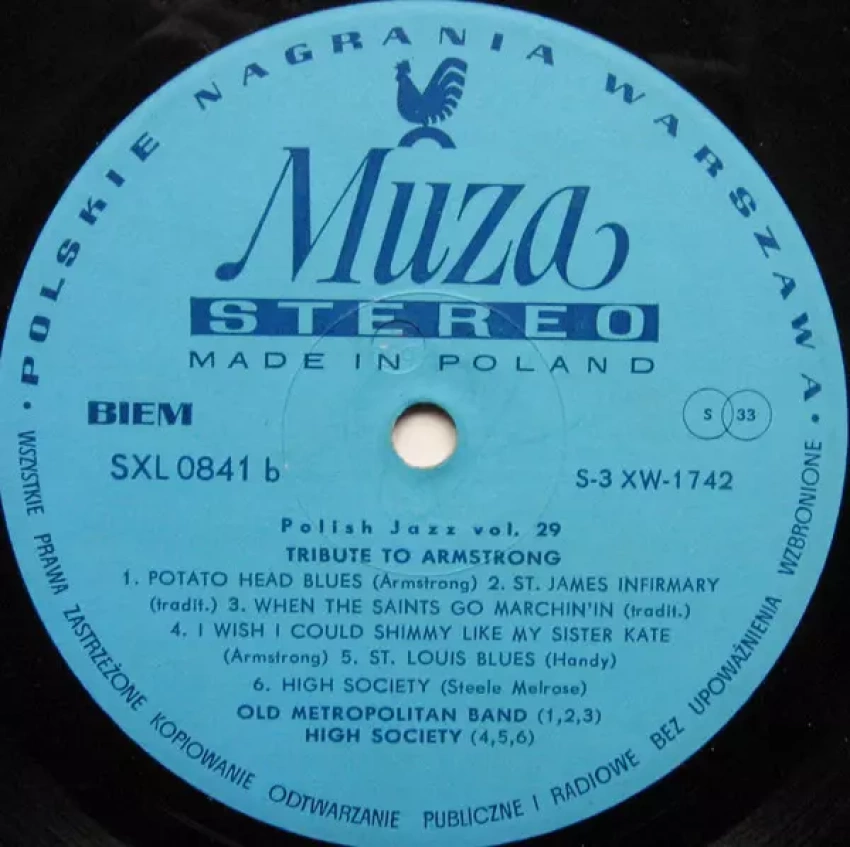 POLSKIE NAGRANIA WARSZAWA
Muza
STEREO
MADE IN POLAND
BIEM
S 33
SXL 0841 b
S-3 XW-1742
Polish Jazz vol. 29
TRIBUTE TO ARMSTRONG
1. POTATO HEAD BLUES (Armstrong) 2. ST. JAMES INFIRMARY
(tradit.) 3. WHEN THE SAINTS GO MARCHIN'IN (tradit.)
4. I WISH I COULD SHIMMY LIKE MY SISTER KATE
(Armstrong) 5. ST. LOUIS BLUES (Handy)
6. HIGH SOCIETY (Steele Melrose)
OLD METROPOLITAN BAND (1,2,3)
HIGH SOCIETY (4,5,6)
WSZYSTKIE PRAWA ZASTRZEŻONE KOPIOWANIE ODTWARZANIE PUBLICZNE I RADIOWE BEZ UPOWAŻNIENIA WZBRONIONE